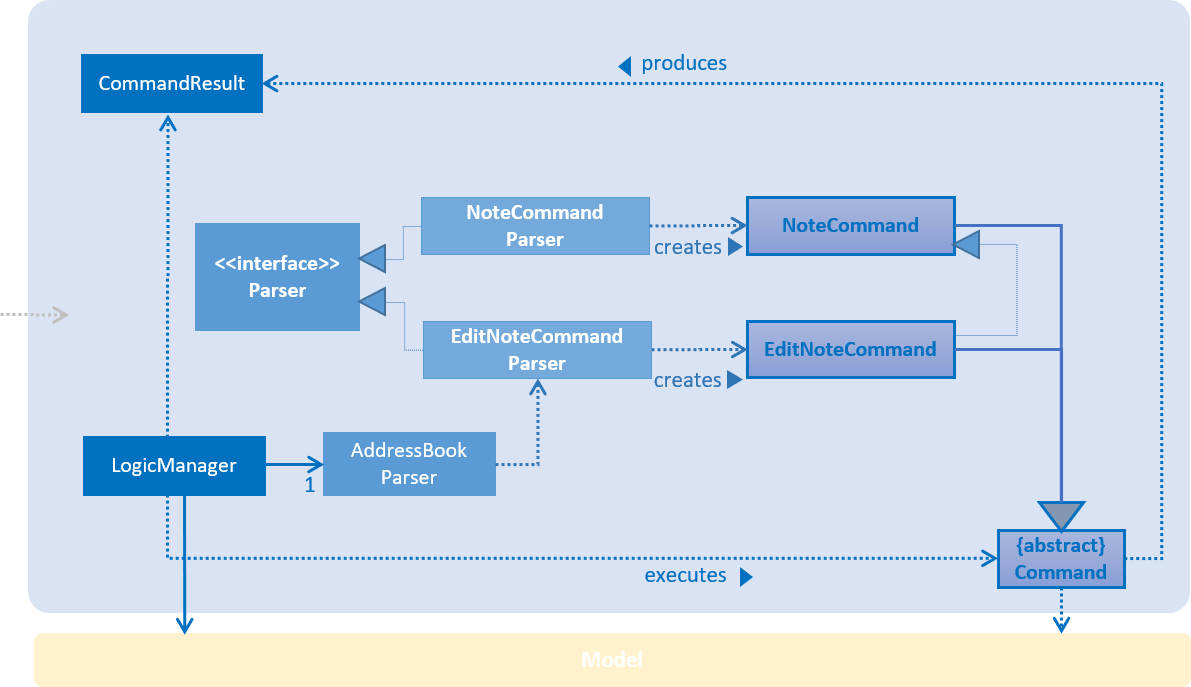 produces
CommandResult
NoteCommand
Parser
creates
NoteCommand
<<interface>>
Parser
EditNoteCommand
Parser
creates
EditNoteCommand
LogicManager
1
AddressBook
Parser
executes
{abstract}
Command
Model